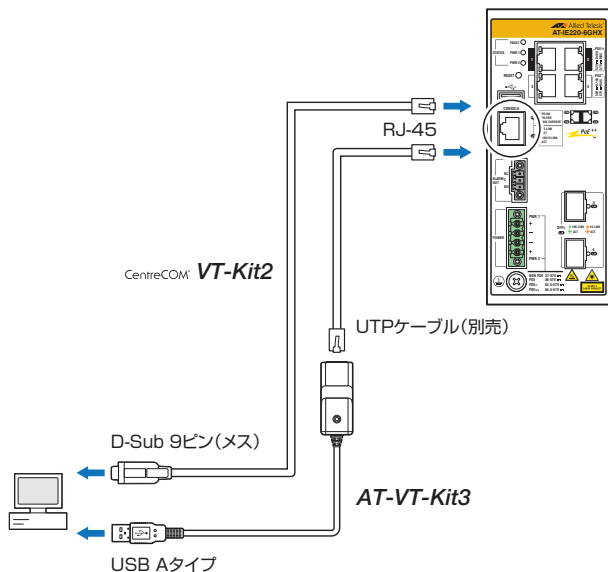 Allied Telesis
AT-IE220-6GHX
FAULT
STATUS
PWR 1
PWR 2
RESET
CONSOLE
RJ-45
PoE++
ALARM
OUT
CentreCOM® VT-Kit2
POWER
PWR 1
+
−
−
+
PWR 2
UTPケーブル(別売)
D-Sub 9ピン(メス)
AT-VT-Kit3
USB Aタイプ